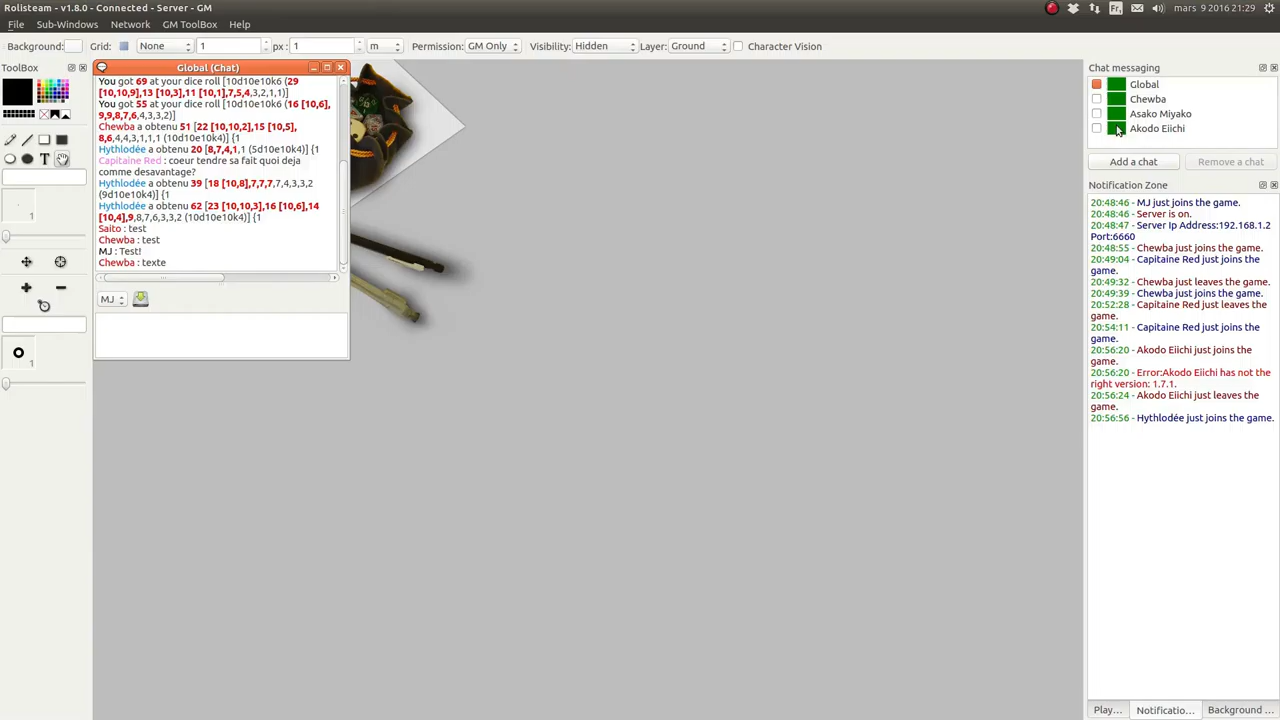 Rolisteam - v1.8.0 - Connected - Server - GM
Fr
mars 9 2016 21:29
File Sub-Windows Network GM ToolBox Help
Background: Grid: None 1 px : 1 m Permission: GM Only Visibility: Hidden Layer: Ground Character Vision
ToolBox
1
1
Global (Chat)
You got 69 at your dice roll [10d10e10k6 (29
[10,10,9],13 [10,3],11 [10,1],7,5,4,3,2,1,1)]
You got 55 at your dice roll [10d10e10k6 (16 [10,6],
9,9,8,7,6,4,3,3,2)]
Chewba a obtenu 51 [22 [10,10,2],15 [10,5],
8,6,4,4,3,1,1,1 (10d10e10k4)] {1
Hythlodée a obtenu 20 [8,7,4,1,1 (5d10e10k4)] {1
Capitaine Red : coeur tendre sa fait quoi deja
comme desavantage?
Hythlodée a obtenu 39 [18 [10,8],7,7,7,7,4,3,3,2
(9d10e10k4)] {1
Hythlodée a obtenu 62 [23 [10,10,3],16 [10,6],14
[10,4],9,8,7,6,3,3,2 (10d10e10k4)] {1
Saito : test
Chewba : test
MJ : Test!
Chewba : texte
MJ
Chat messaging
Global
Chewba
Asako Miyako
Akodo Eiichi
Add a chat Remove a chat
Notification Zone
20:48:46 - MJ just joins the game.
20:48:46 - Server is on.
20:48:47 - Server Ip Address:192.168.1.2
Port:6660
20:48:55 - Chewba just joins the game.
20:49:04 - Capitaine Red just joins the
game.
20:49:32 - Chewba just leaves the game.
20:49:39 - Chewba just joins the game.
20:52:28 - Capitaine Red just leaves the
game.
20:54:11 - Capitaine Red just joins the
game.
20:56:20 - Akodo Eiichi just joins the
game.
20:56:20 - Error:Akodo Eiichi has not the
right version: 1.7.1.
20:56:24 - Akodo Eiichi just leaves the
game.
20:56:56 - Hythlodée just joins the game.
Play... Notificatio... Background ...